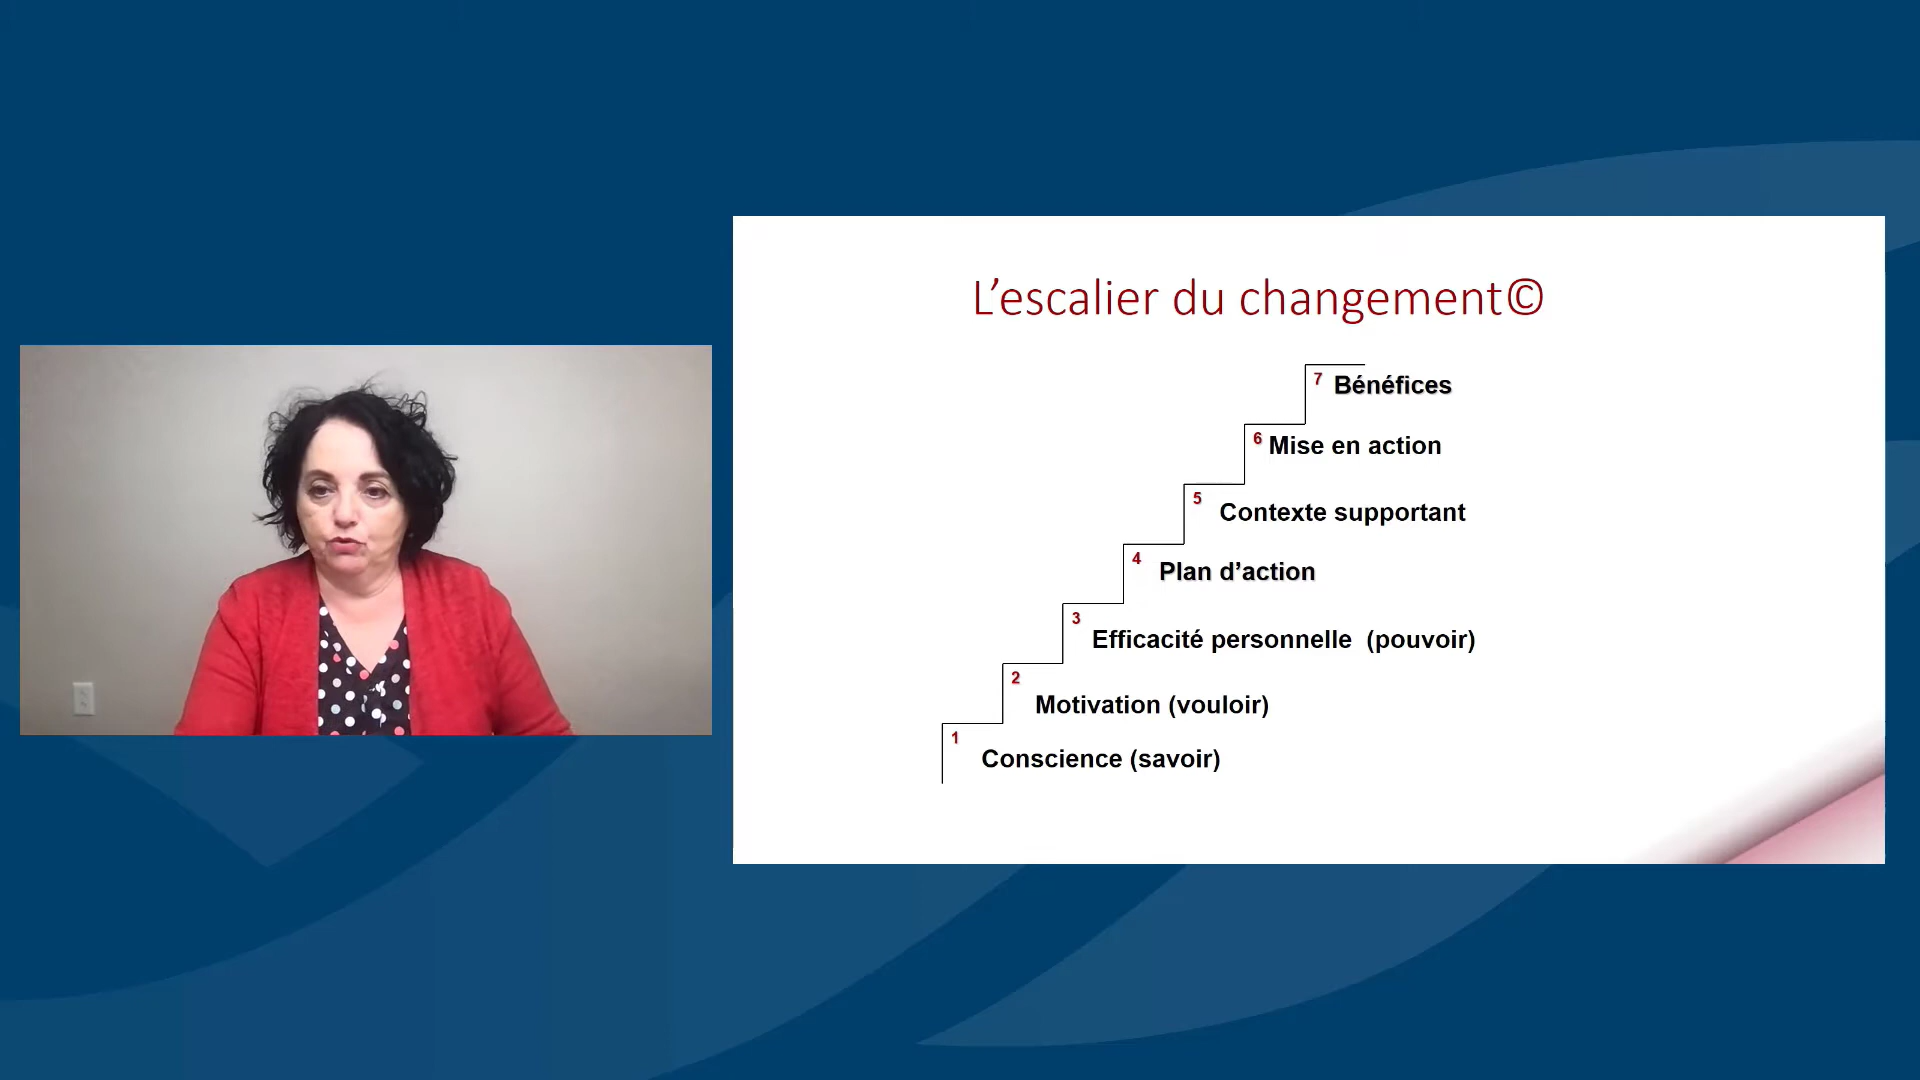 L’escalier du changement©
7 Bénéfices
6 Mise en action
5 Contexte supportant
4 Plan d’action
3 Efficacité personnelle (pouvoir)
2 Motivation (vouloir)
1 Conscience (savoir)